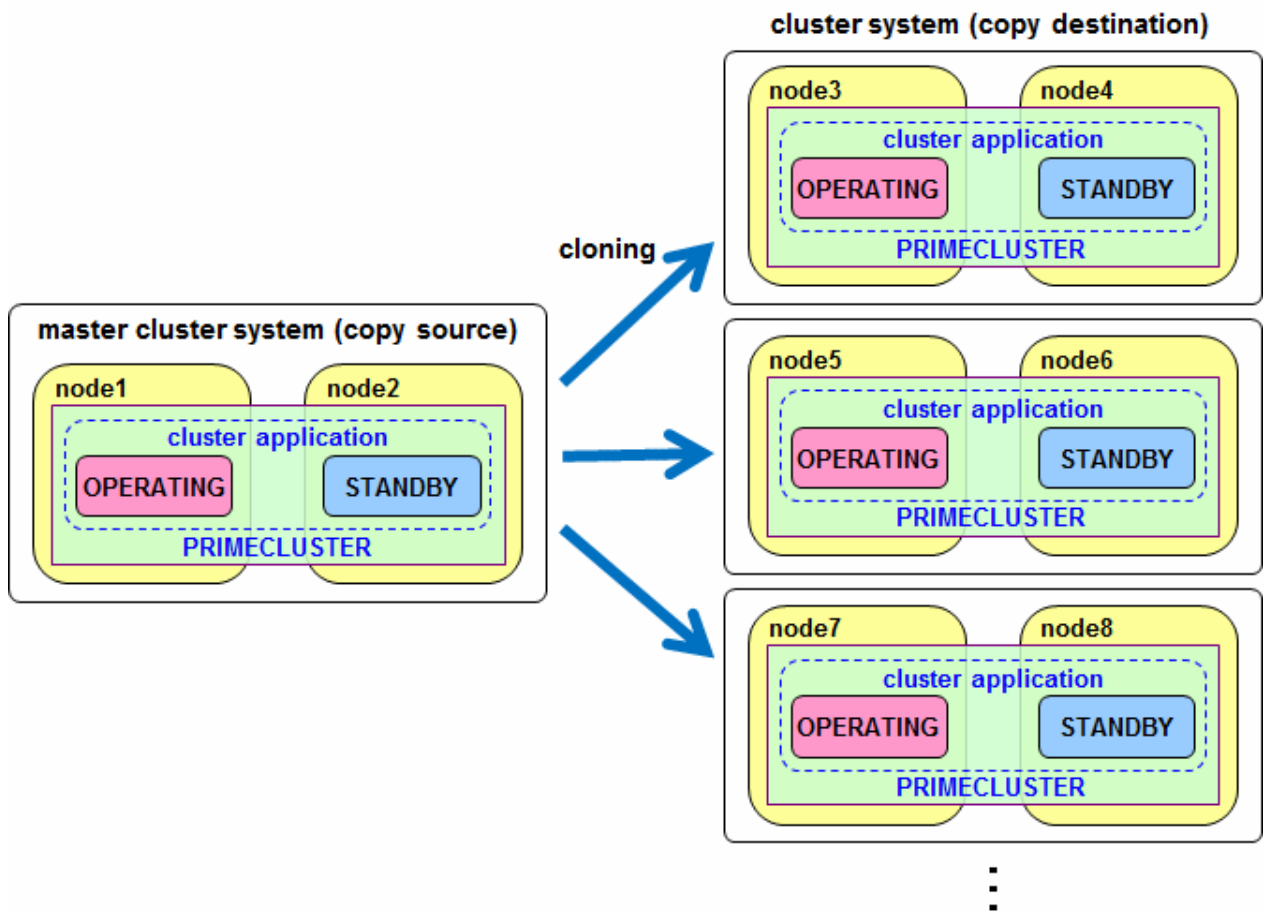 cluster system (copy destination)
node3
node4
cluster application
OPERATING
STANDBY
PRIMECLUSTER
cloning
master cluster system (copy source)
node1
node2
cluster application
OPERATING
STANDBY
PRIMECLUSTER
node5
node6
cluster application
OPERATING
STANDBY
PRIMECLUSTER
node7
node8
cluster application
OPERATING
STANDBY
PRIMECLUSTER